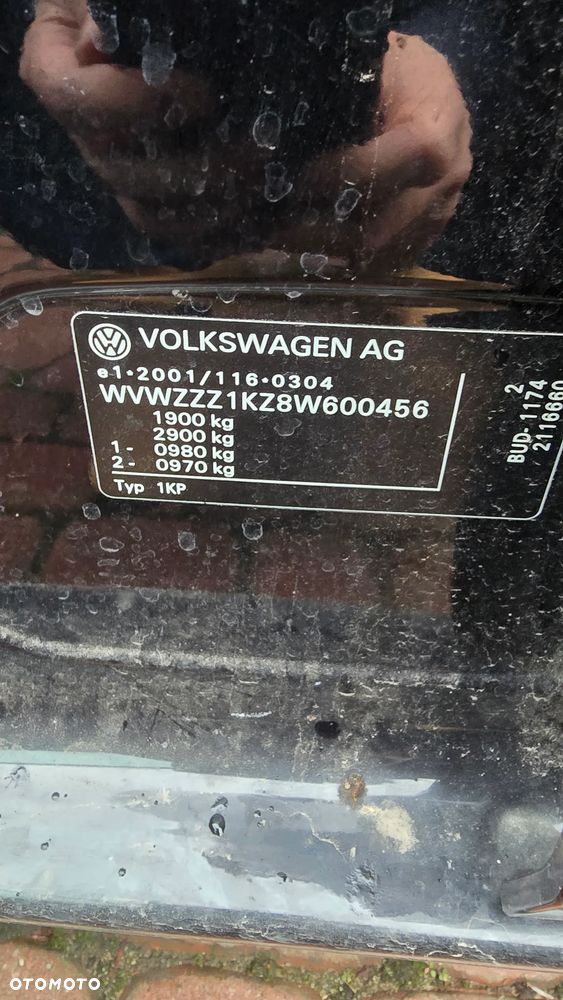 VOLKSWAGEN AG
e1*2001/116*0304
WVWZZZ1KZ8W600456
1900 kg
2900 kg
1- 0980 kg
2- 0970 kg
Typ 1KP
2
BUD- 1174
2116660
OTOMOTO